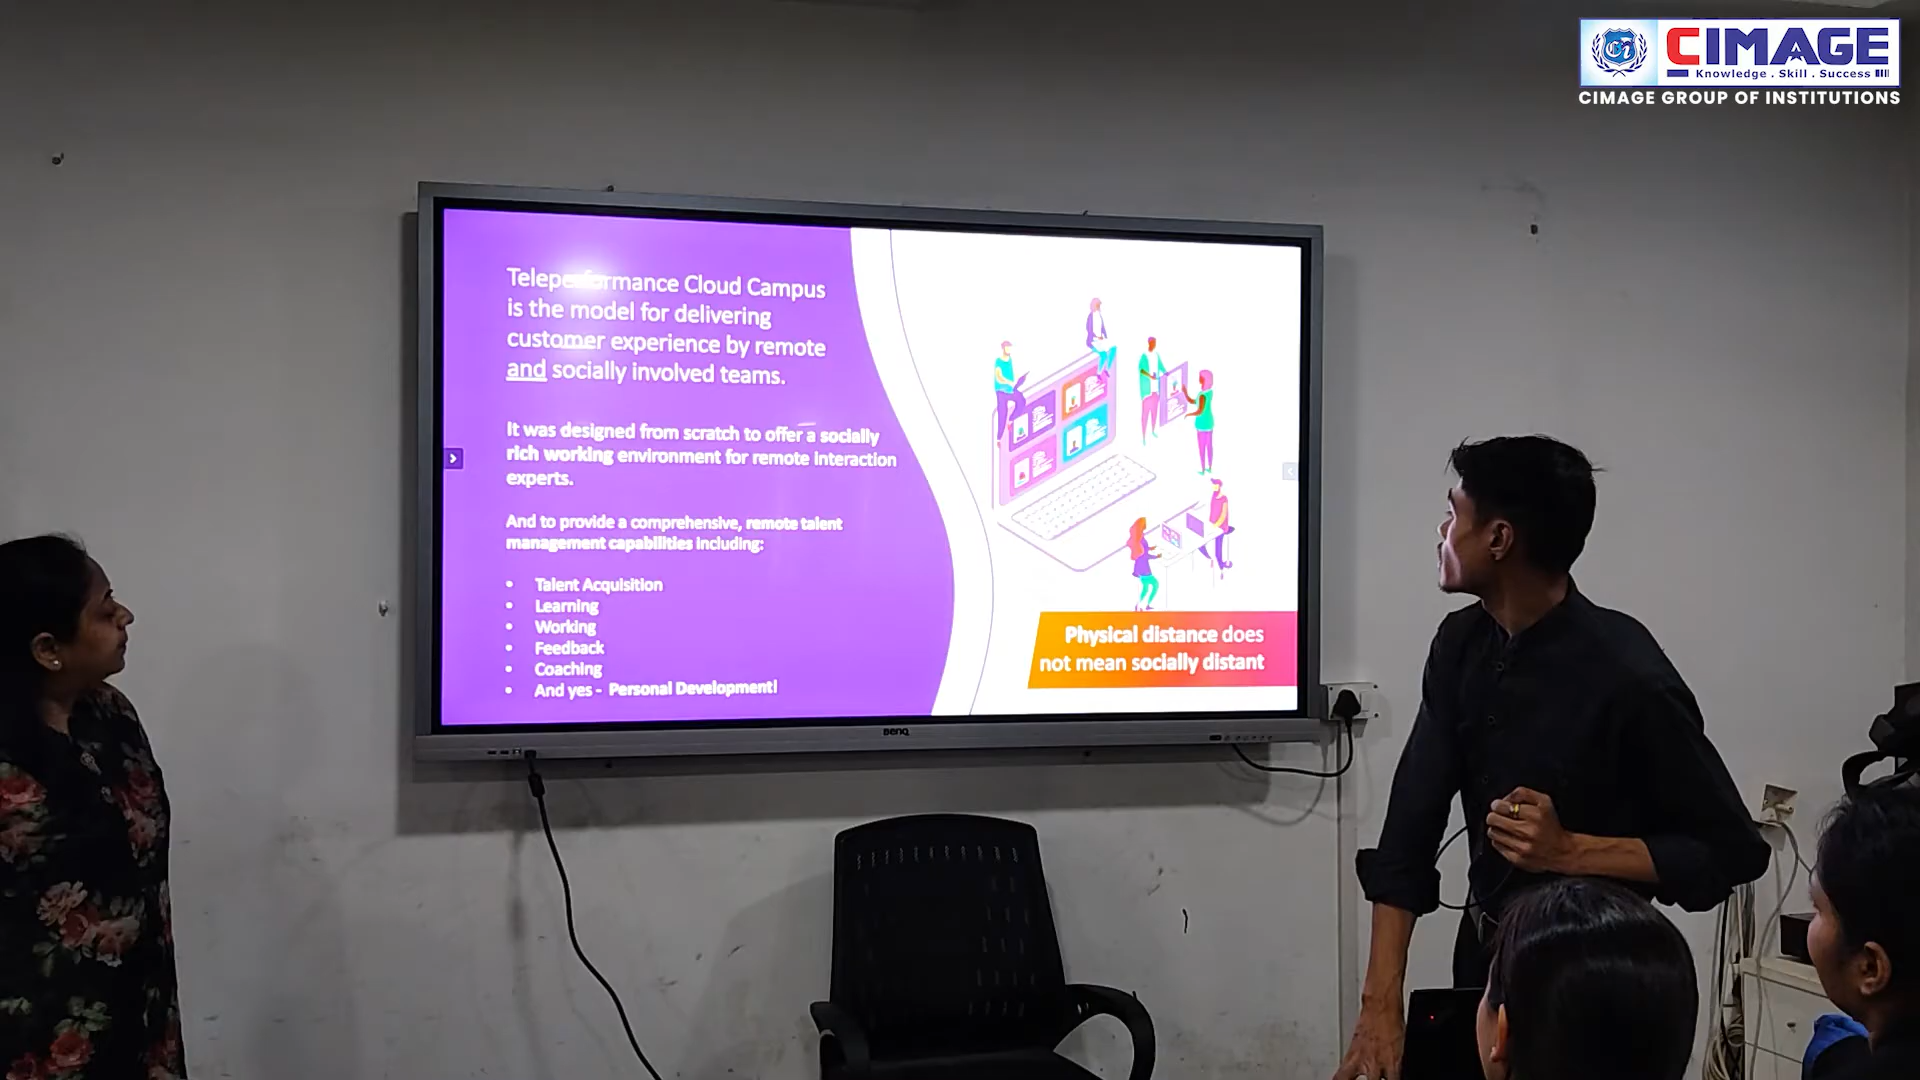 CIMAGE
Knowledge . Skill . Success
CIMAGE GROUP OF INSTITUTIONS
Teleperformance Cloud Campus
is the model for delivering
customer experience by remote
and socially involved teams.
It was designed from scratch to offer a socially
rich working environment for remote interaction
experts.
And to provide a comprehensive, remote talent
management capabilities including:
• Talent Acquisition
• Learning
• Working
• Feedback
• Coaching
• And yes - Personal Development!
Physical distance does
not mean socially distant
BenQ